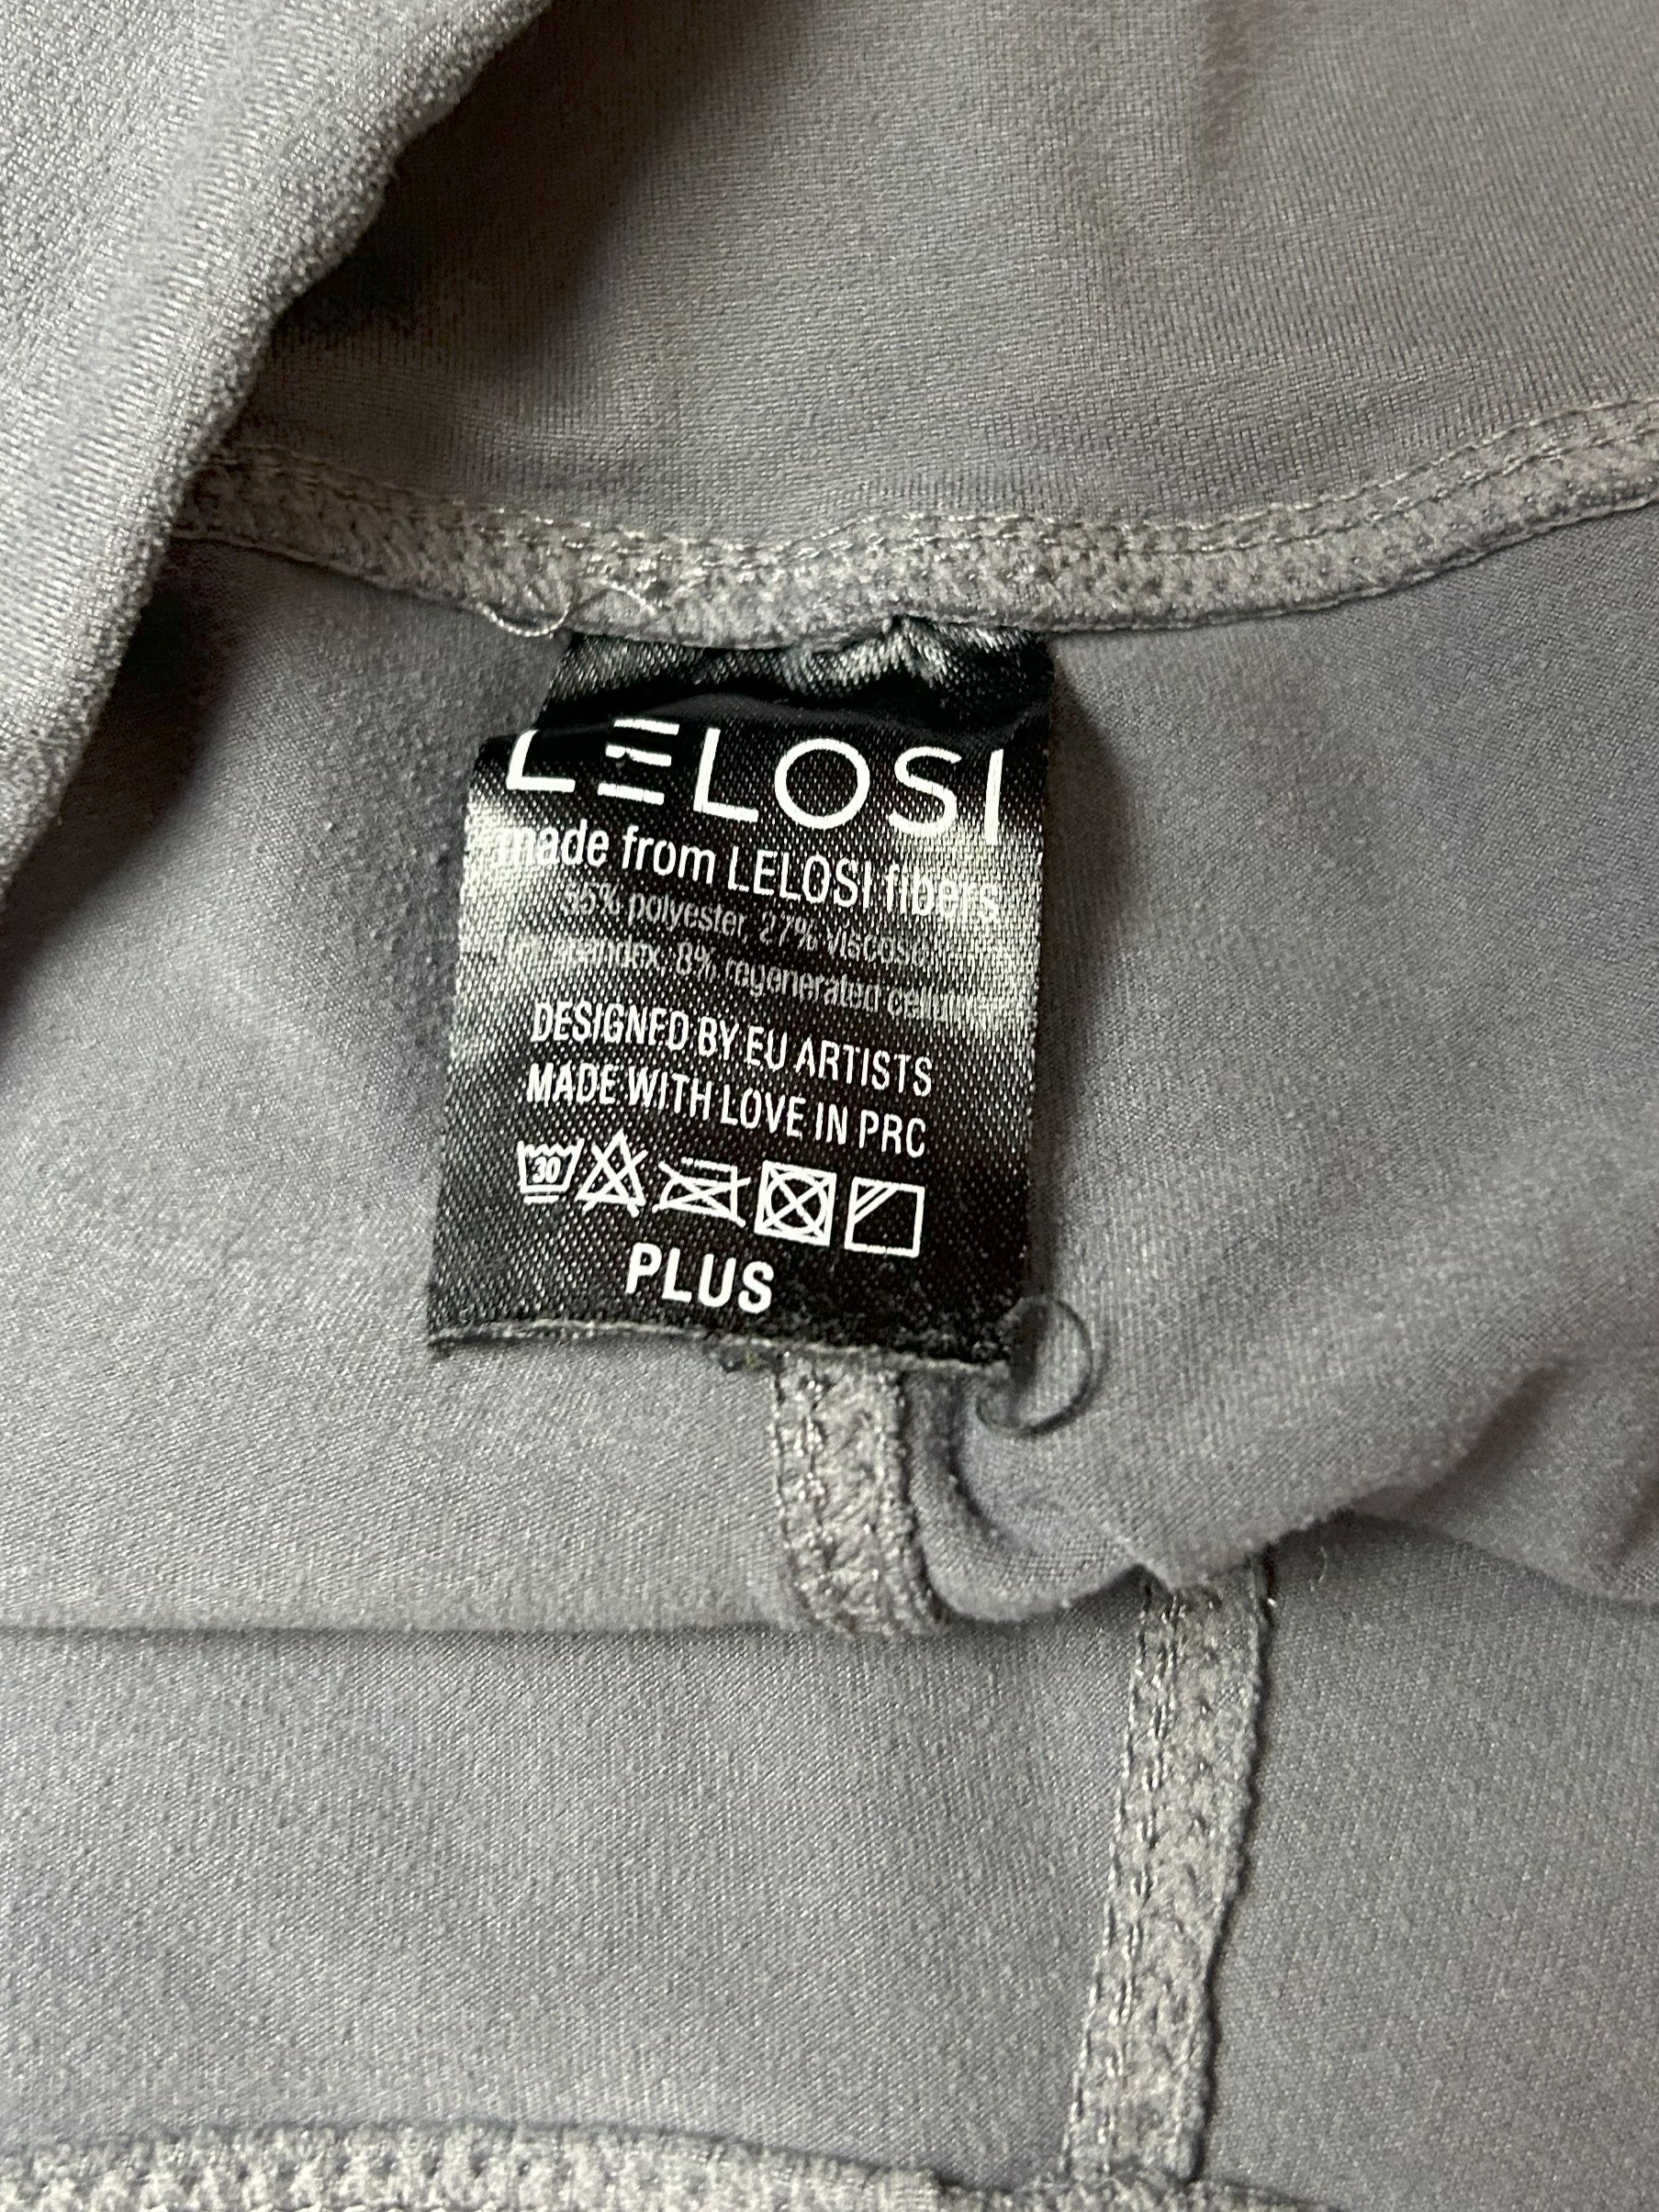 LELOSI
made from LELOSI fibers
55% polyester, 27% viscose,
spandex, 8% regenerated
DESIGNED BY EU ARTISTS
MADE WITH LOVE IN PRC
30
PLUS